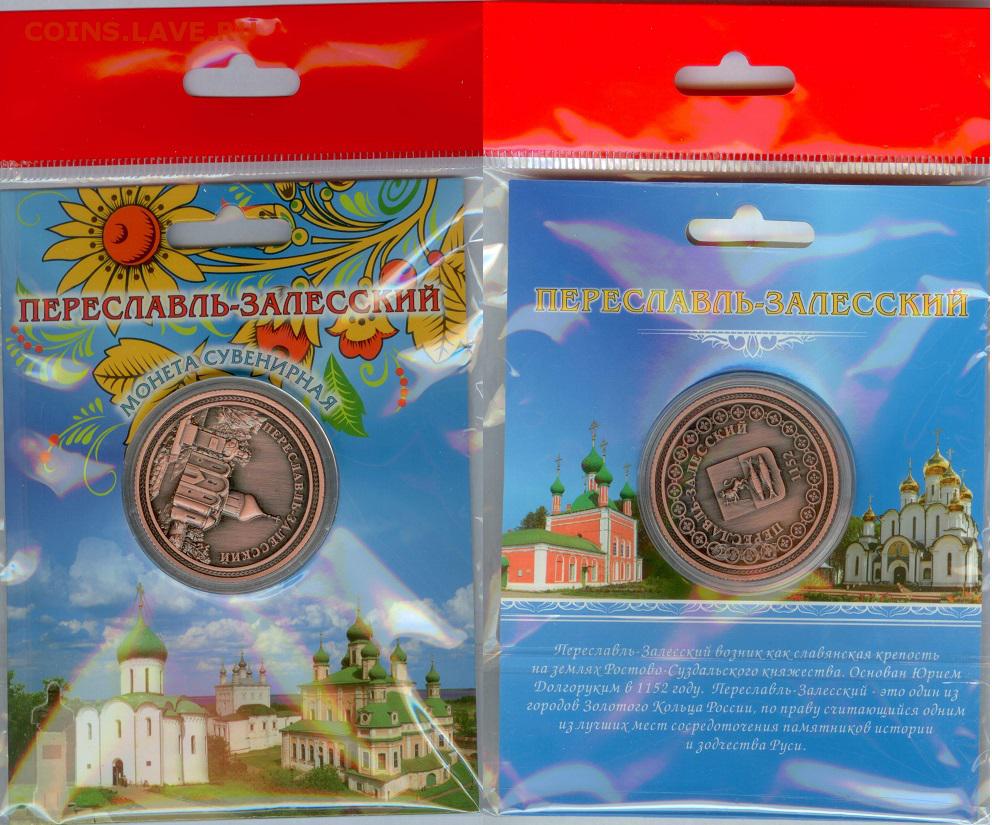 COINS.LAVE.RU
ПЕРЕСЛАВЛЬ-ЗАЛЕССКИЙ
МОНЕТА СУВЕНИРНАЯ
ПЕРЕСЛАВЛЬ-ЗАЛЕССКИЙ
ПЕРЕСЛАВЛЬ-ЗАЛЕССКИЙ
ПЕРЕСЛАВЛЬ-ЗАЛЕССКИЙ
1152
Переславль-Залесский возник как славянская крепость
на землях Ростово-Суздальского княжества. Основан Юрием
Долгоруким в 1152 году. Переславль-Залесский - это один из
городов Золотого Кольца России, по праву считающийся одним
из лучших мест сосредоточения памятников истории
и зодчества Руси.